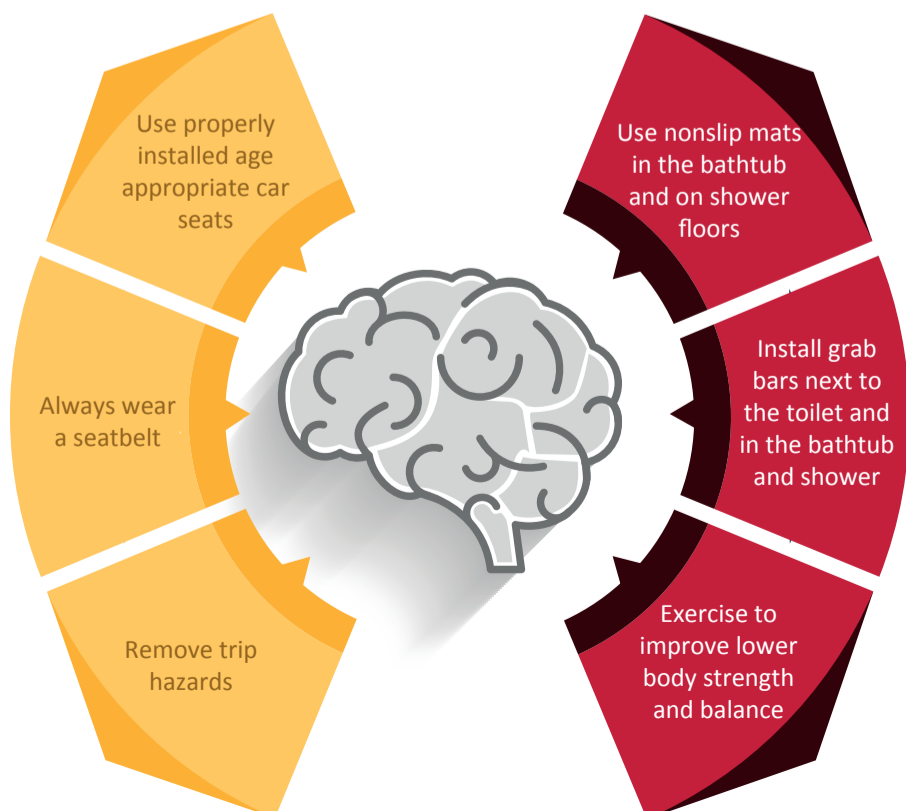 Use properly
installed age
appropriate car
seats
Always wear
a seatbelt
Remove trip
hazards
Use nonslip mats
in the bathtub
and on shower
floors
Install grab
bars next to
the toilet and
in the bathtub
and shower
Exercise to
improve lower
body strength
and balance